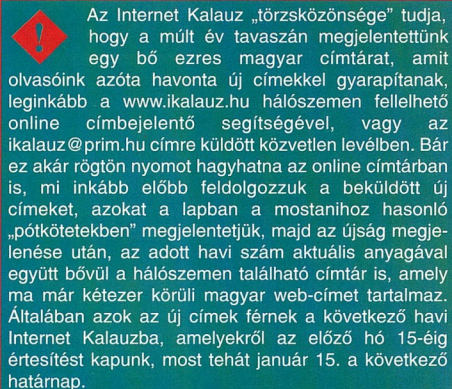 Az Internet Kalauz „törzsközönsége” tudja,
hogy a múlt év tavaszán megjelentettünk
egy bő ezres magyar címtárat, amit
olvasóink azóta havonta új címekkel gyarapítanak,
leginkább a www.ikalauz.hu hálószemen fellelhető
online címbejelentő segítségével, vagy az
ikalauz@prim.hu címre küldött közvetlen levélben. Bár
ez akár rögtön nyomot hagyhatna az online címtárban
is, mi inkább előbb feldolgozzuk a beküldött új
címeket, azokat a lapban a mostanihoz hasonló
„pótkötetekben” megjelentetjük, majd az újság megje-
lenése után, az adott havi szám aktuális anyagával
együtt bővül a hálószemen található címtár is, amely
ma már kétezer körüli magyar web-címet tartalmaz.
Általában azok az új címek férnek a következő havi
Internet Kalauzba, amelyekről az előző hó 15-éig
értesítést kapunk, most tehát január 15. a következő
határnap.